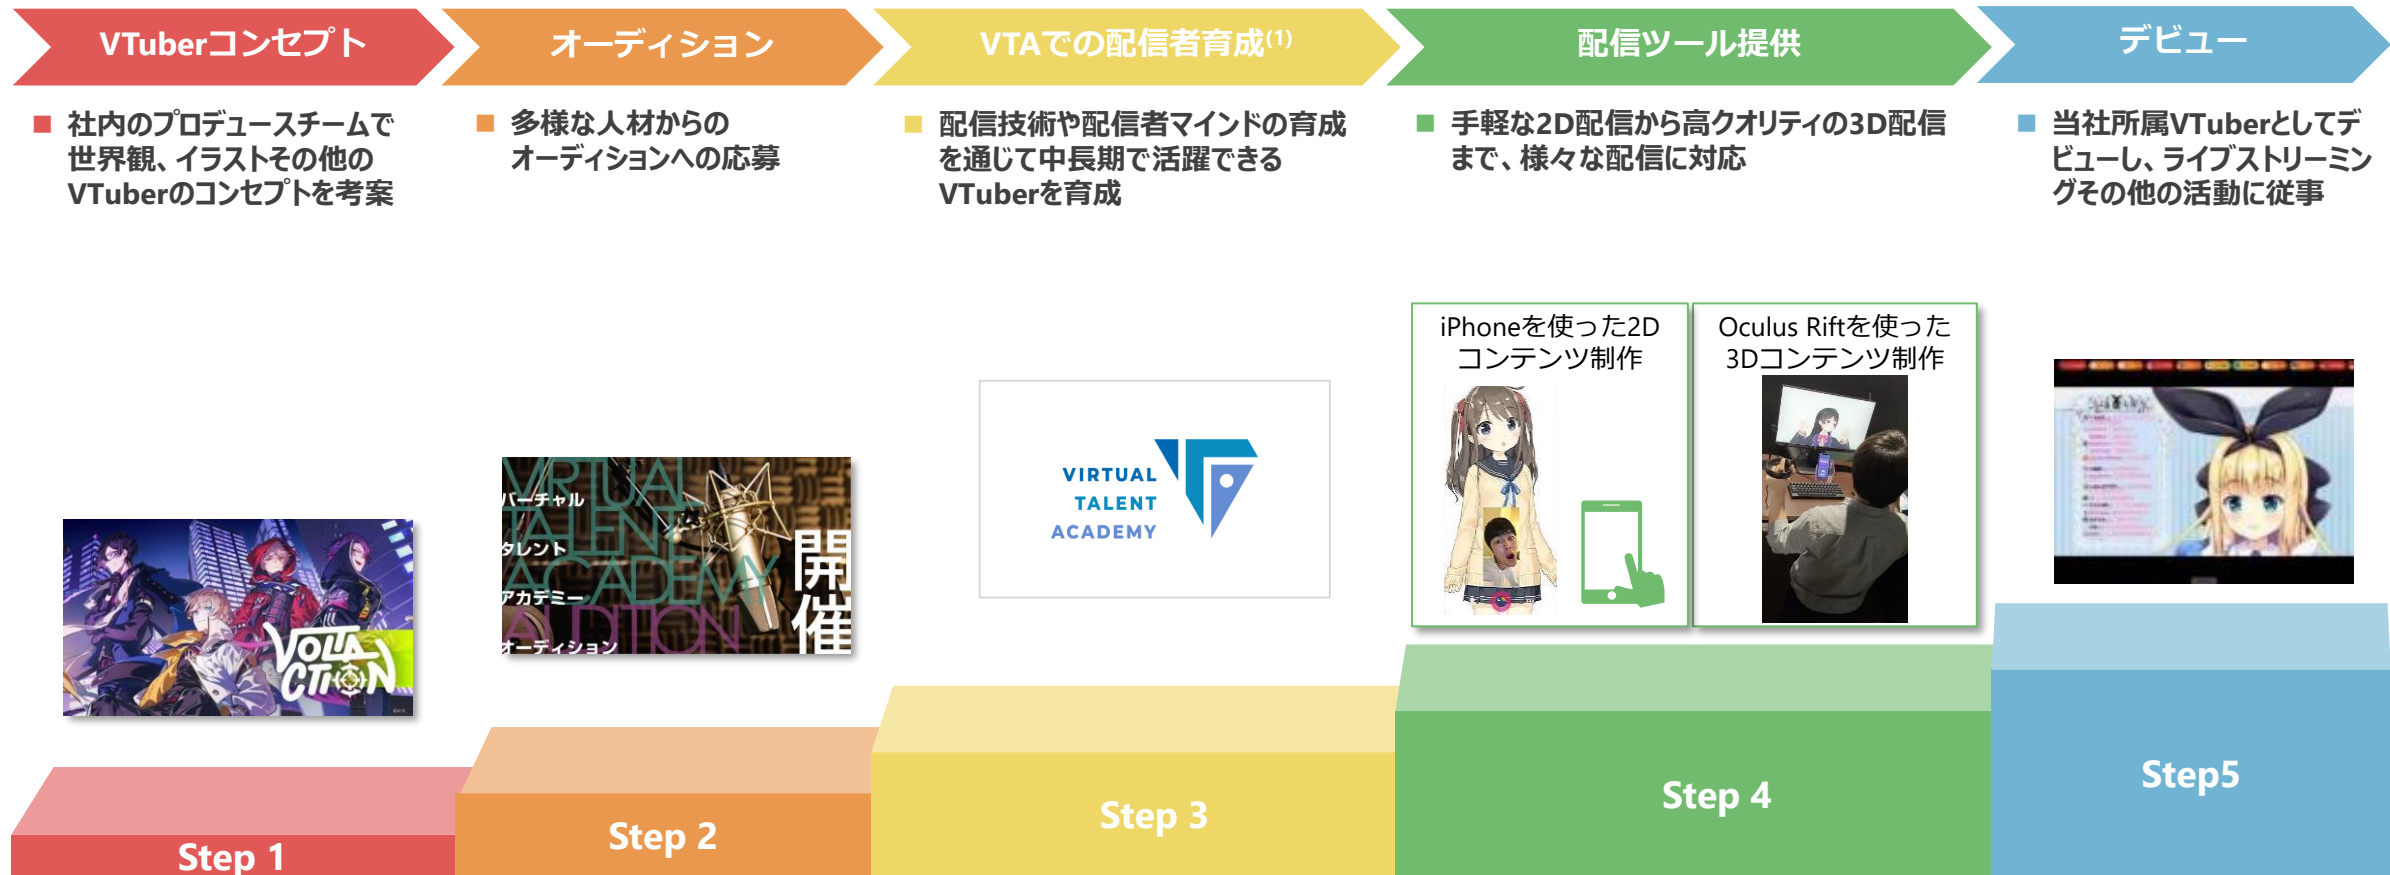 VTuberコンセプト
オーディション
VTAでの配信者育成(1)
配信ツール提供
デビュー
■ 社内のプロデュースチームで
世界観、イラストその他の
VTuberのコンセプトを考案
■ 多様な人材からの
オーディションへの応募
■ 配信技術や配信者マインドの育成
を通じて中長期で活躍できる
VTuberを育成
■ 手軽な2D配信から高クオリティの3D配信
まで、様々な配信に対応
■ 当社所属VTuberとしてデ
ビューし、ライブストリーミン
グその他の活動に従事
VOLTA
CTION
VIRTUAL
TALENT
ACADEMY
AUDITION
バーチャル
タレント
アカデミー
オーディション
開催
VIRTUAL
TALENT
ACADEMY
iPhoneを使った2D
コンテンツ制作
Oculus Riftを使った
3Dコンテンツ制作
Step 1
Step 2
Step 3
Step 4
Step5